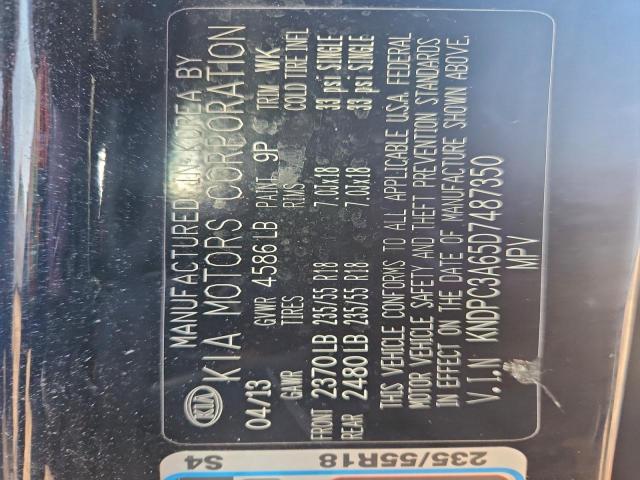 MANUFACTURED IN KOREA BY
KIA KIA MOTORS CORPORATION
04/13 GVWR 4586 LB PAINT 9P TRIM WK
GAWR TIRES RIMS COLD TIRE INFL
FRONT 2370 LB 235/55 R18 7.0Jx18 33 psi SINGLE
REAR 2480 LB 235/55 R18 7.0Jx18 33 psi SINGLE
THIS VEHICLE CONFORMS TO ALL APPLICABLE U.S.A. FEDERAL
MOTOR VEHICLE SAFETY AND THEFT PREVENTION STANDARDS
IN EFFECT ON THE DATE OF MANUFACTURE SHOWN ABOVE.
V.I.N KNDPC3A65D7487350
MPV
235/55R18 S4